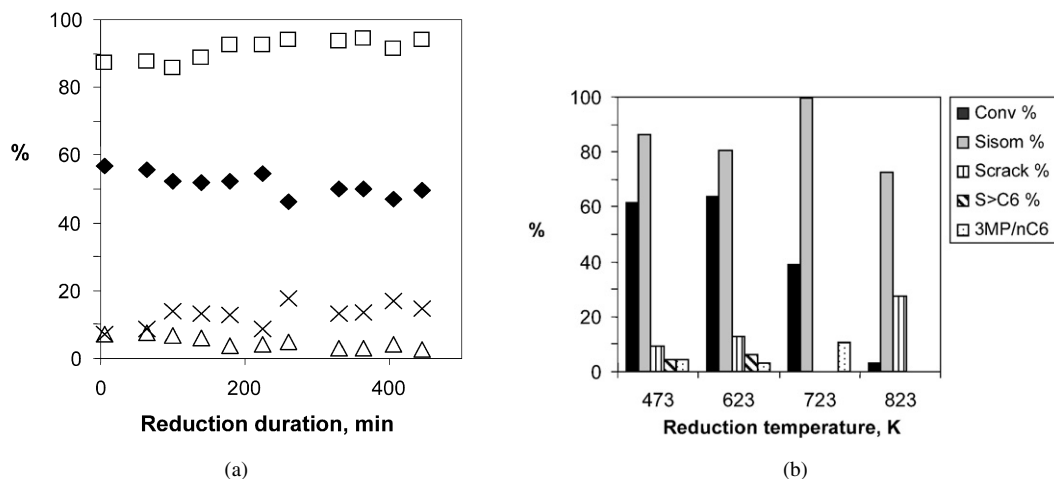 100
80
60
%
40
20
0
0 200 400
Reduction duration, min
(a)
100
80
60
%
40
20
0
473 623 723 823
Reduction temperature, K
Conv %
Sisom %
Scrack %
S>C6 %
3MP/nC6
(b)